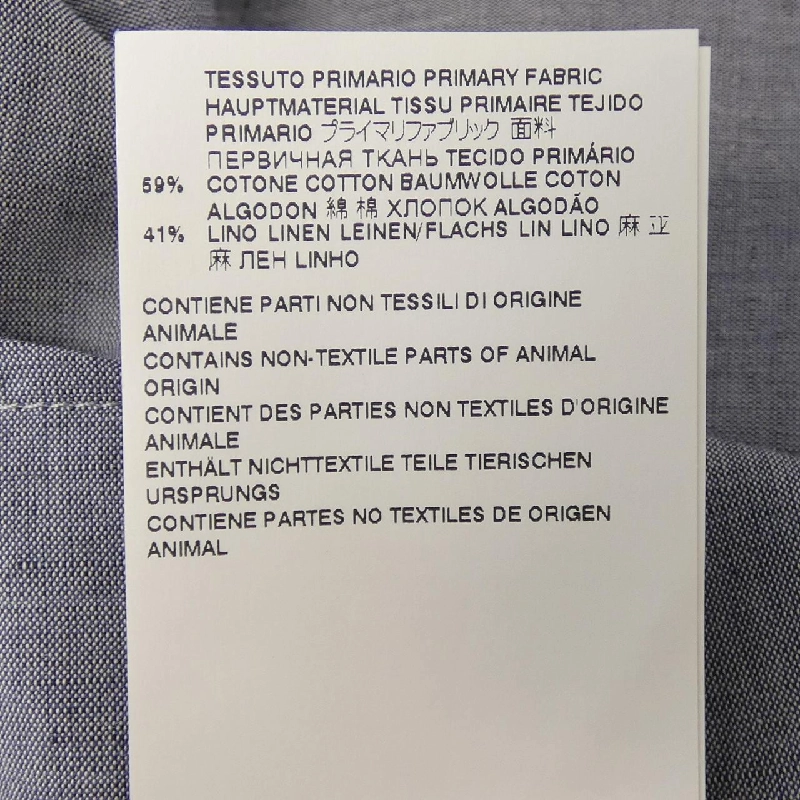 TESSUTO PRIMARIO PRIMARY FABRIC
HAUPTMATERIAL TISSU PRIMAIRE TEJIDO
PRIMARIO プライマリファブリック 面料
ПЕРВИЧНАЯ ТКАНЬ TECIDO PRIMÁRIO
59% COTONE COTTON BAUMWOLLE COTON
ALGODON 綿 棉 ХЛОПОК ALGODÃO
41% LINO LINEN LEINEN/FLACHS LIN LINO 麻 亚
麻 ЛЕН LINHO
CONTIENE PARTI NON TESSILI DI ORIGINE
ANIMALE
CONTAINS NON-TEXTILE PARTS OF ANIMAL
ORIGIN
CONTIENT DES PARTIES NON TEXTILES D'ORIGINE
ANIMALE
ENTHÄLT NICHTTEXTILE TEILE TIERISCHEN
URSPRUNGS
CONTIENE PARTES NO TEXTILES DE ORIGEN
ANIMAL